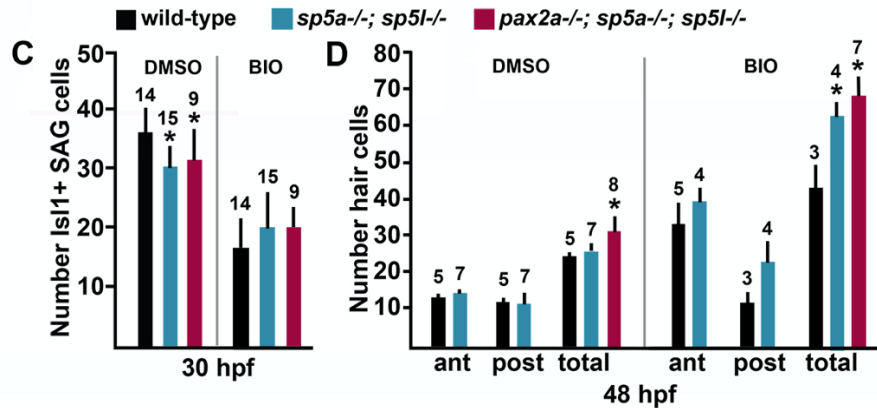 wild-type sp5a-/-; sp5l-/- pax2a-/-; sp5a-/-; sp5l-/-
C
Number Isl1+ SAG cells
50
40
30
20
10
DMSO BIO
14 15 * 9 *
14 15 9
30 hpf
D
Number hair cells
80
70
60
50
40
30
20
10
DMSO BIO
5 7 5 7 5 7 8 *
5 4 3 4 3 4 * 7 *
ant post total ant post total
48 hpf